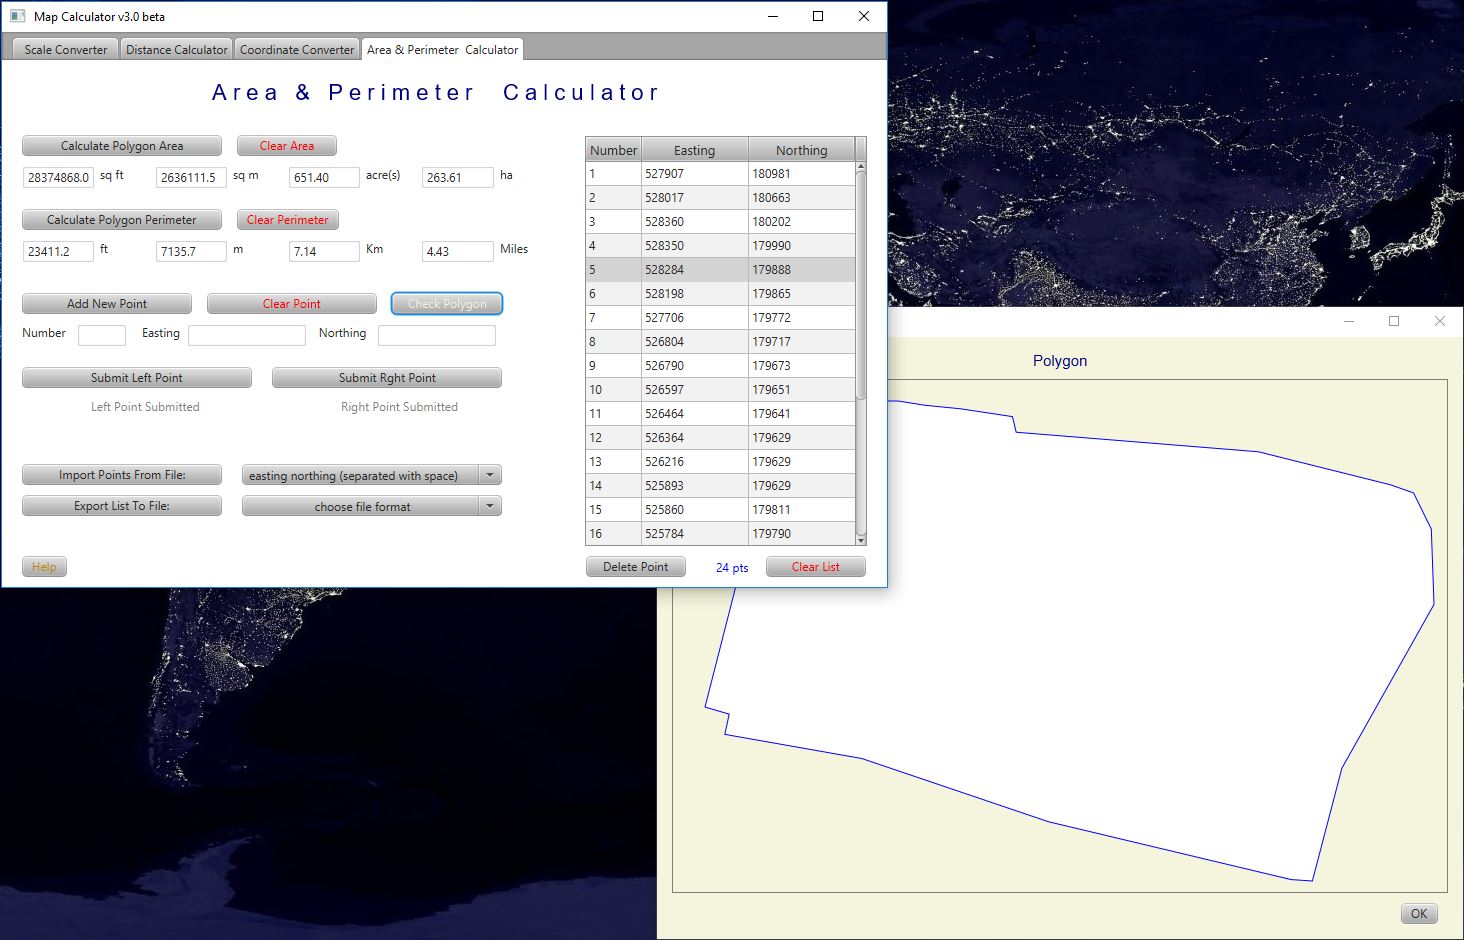 Map Calculator v3.0 beta
Scale Converter Distance Calculator Coordinate Converter Area & Perimeter Calculator
Area & Perimeter Calculator
Calculate Polygon Area Clear Area
28374868.0 sq ft 2636111.5 sq m 651.40 acre(s) 263.61 ha
Calculate Polygon Perimeter Clear Perimeter
23411.2 ft 7135.7 m 7.14 Km 4.43 Miles
Add New Point Clear Point Check Polygon
Number Easting Northing
Submit Left Point Submit Rght Point
Left Point Submitted Right Point Submitted
Import Points From File: easting northing (separated with space)
Export List To File: choose file format
Help
Number Easting Northing
1 527907 180981
2 528017 180663
3 528360 180202
4 528350 179990
5 528284 179888
6 528198 179865
7 527706 179772
8 526804 179717
9 526790 179673
10 526597 179651
11 526464 179641
12 526364 179629
13 526216 179629
14 525893 179629
15 525860 179811
16 525784 179790
Delete Point 24 pts Clear List
Polygon
OK